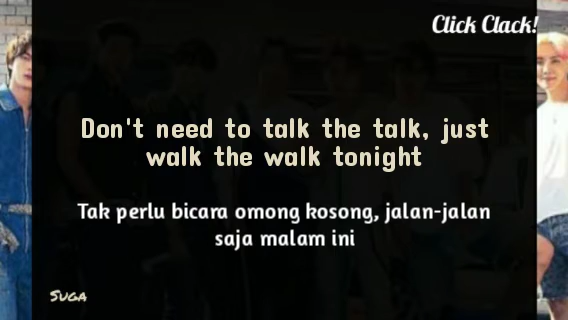 Click Clack!
Don't need to talk the talk, just
walk the walk tonight
Tak perlu bicara omong kosong, jalan-jalan
saja malam ini
Suga